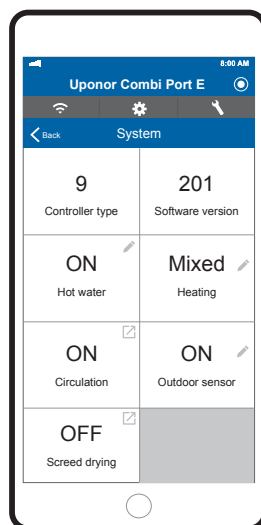 8:00 AM
Uponor Combi Port E
Back
System
9
Controller type
201
Software version
ON
Hot water
Mixed
Heating
ON
Circulation
ON
Outdoor sensor
OFF
Screed drying